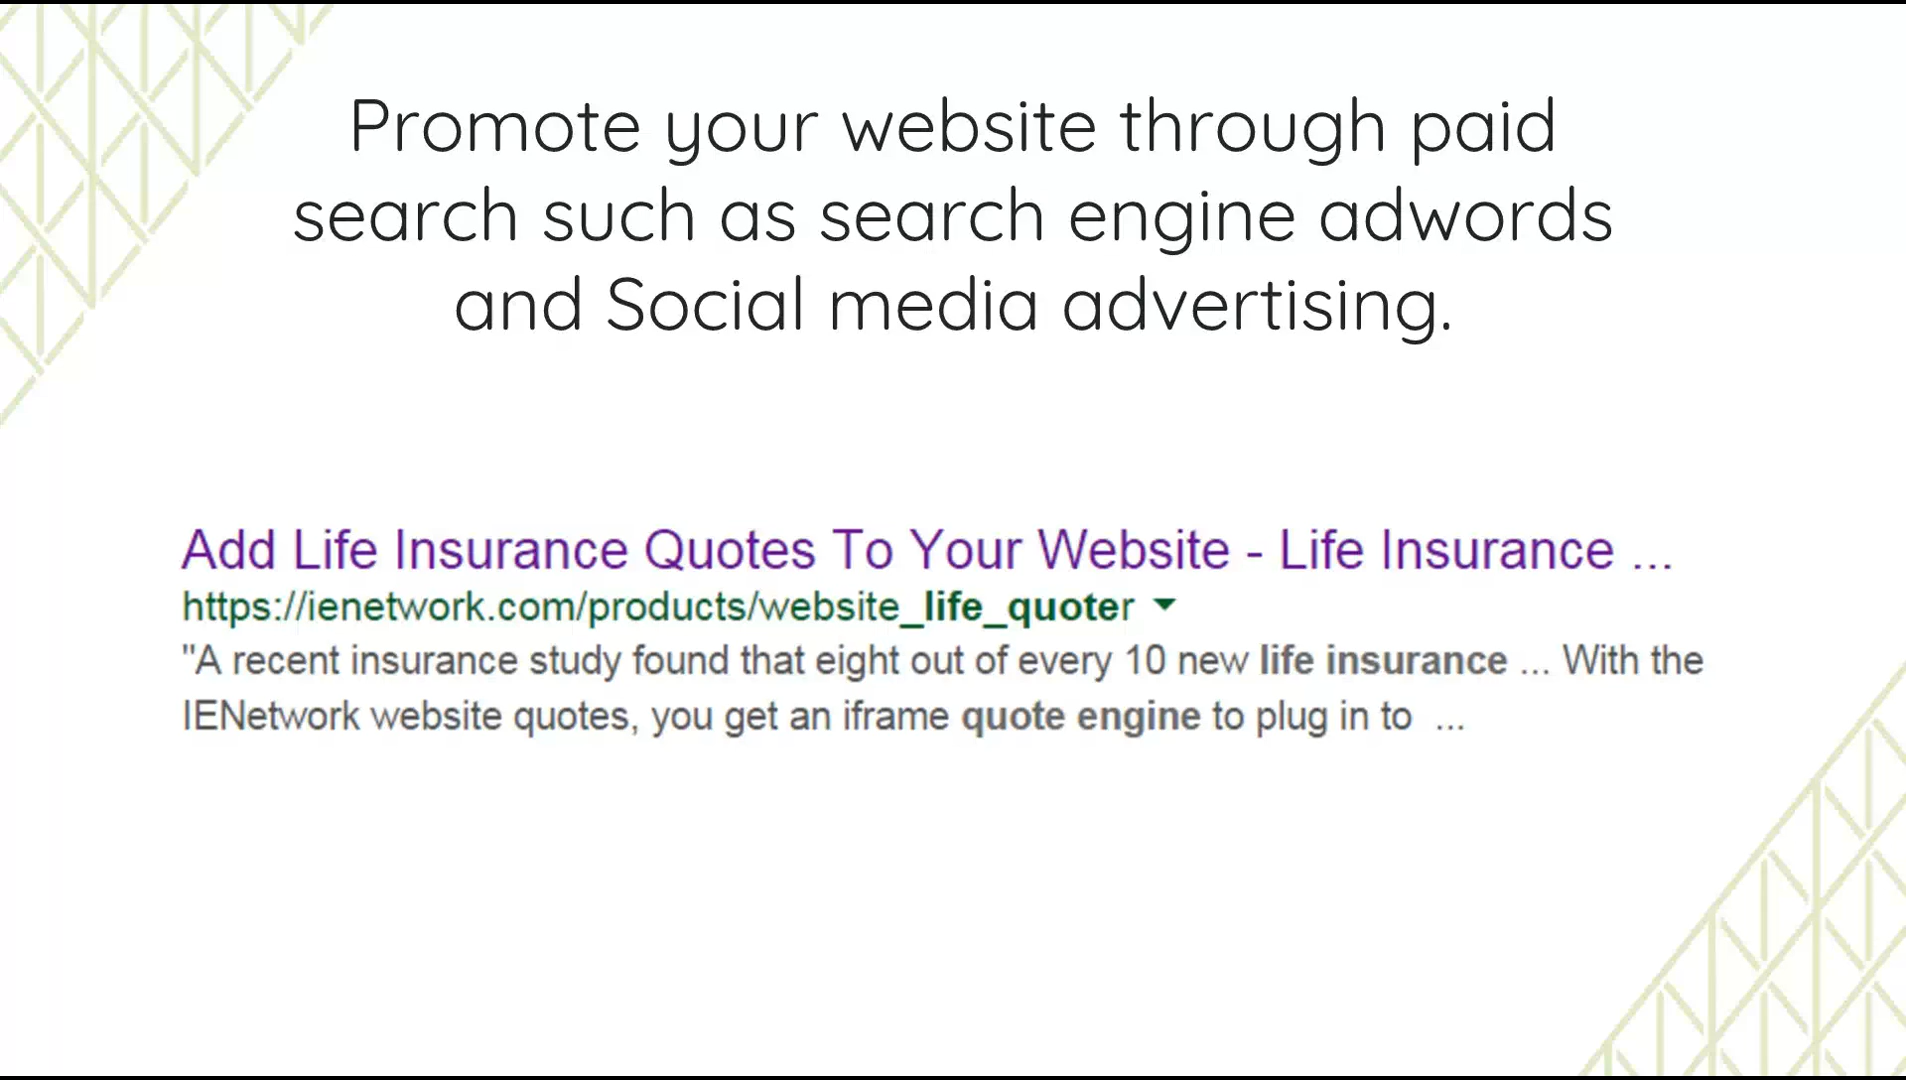 Promote your website through paid
search such as search engine adwords
and Social media advertising.
Add Life Insurance Quotes To Your Website - Life Insurance ...
https://ienetwork.com/products/website_life_quoter
"A recent insurance study found that eight out of every 10 new life insurance ... With the
IENetwork website quotes, you get an iframe quote engine to plug in to ...